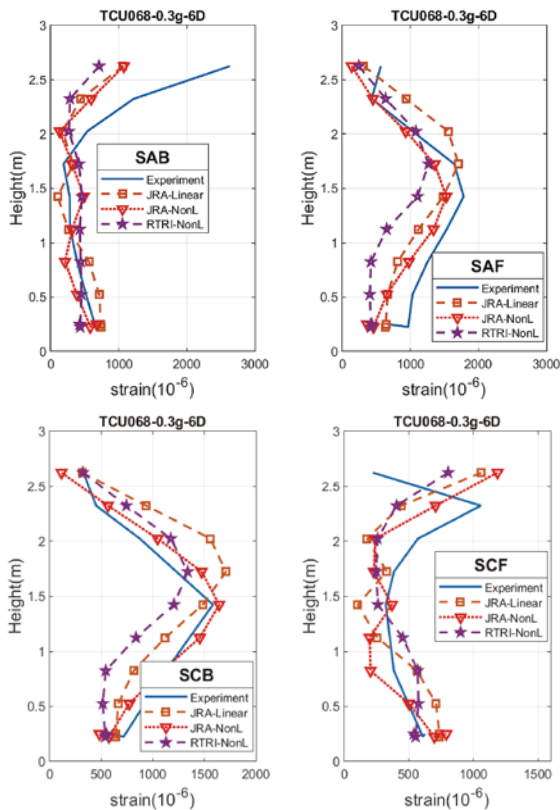 TCU068-0.3g-6D
3
2.5
2
1.5
1
0.5
0
Height(m)
SAB
Experiment
JRA-Linear
JRA-NonL
RTRI-NonL
0 1000 2000 3000
strain(10-6)
TCU068-0.3g-6D
3
2.5
2
1.5
1
0.5
0
Height(m)
SAF
Experiment
JRA-Linear
JRA-NonL
RTRI-NonL
0 1000 2000 3000
strain(10-6)
TCU068-0.3g-6D
3
2.5
2
1.5
1
0.5
0
Height(m)
SCB
Experiment
JRA-Linear
JRA-NonL
RTRI-NonL
0 500 1000 1500 2000
strain(10-6)
TCU068-0.3g-6D
3
2.5
2
1.5
1
0.5
0
Height(m)
SCF
Experiment
JRA-Linear
JRA-NonL
RTRI-NonL
0 500 1000 1500
strain(10-6)